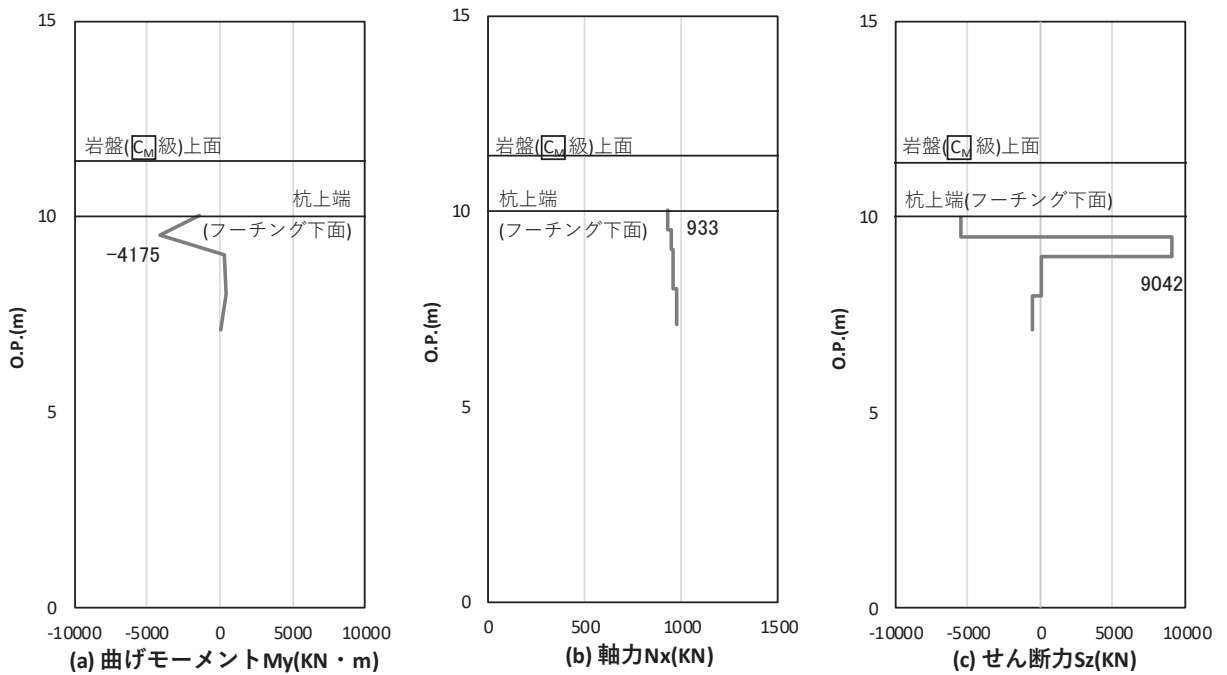 15
10
5
0
O.P.(m)
岩盤(CM級)上面
杭上端
(フーチング下面)
-4175
-10000 -5000 0 5000 10000
(a) 曲げモーメントMy(KN・m)
15
10
5
0
O.P.(m)
岩盤(CM級)上面
杭上端
(フーチング下面)
933
0 500 1000 1500
(b) 軸力Nx(KN)
15
10
5
0
O.P.(m)
岩盤(CM級)上面
杭上端(フーチング下面)
9042
-10000 -5000 0 5000 10000
(c) せん断力Sz(KN)